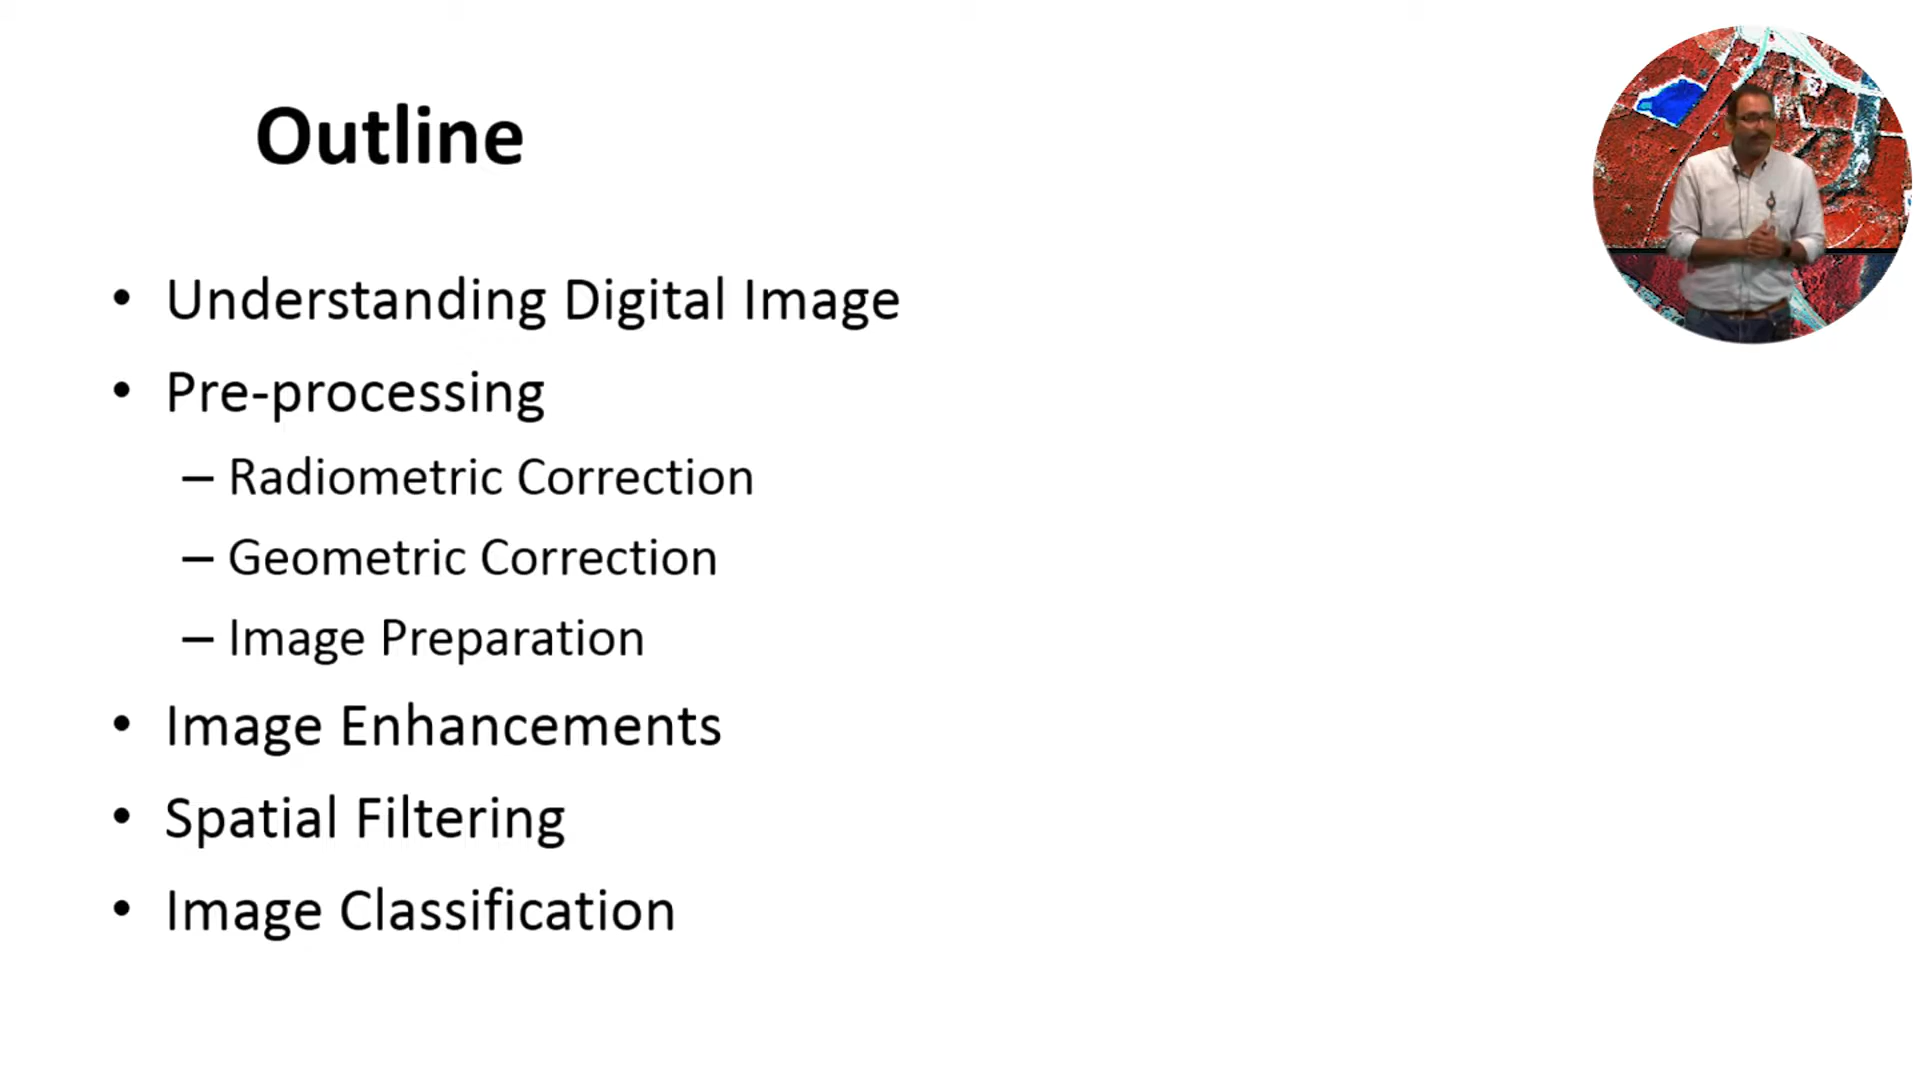 Outline
• Understanding Digital Image
• Pre-processing
– Radiometric Correction
– Geometric Correction
– Image Preparation
• Image Enhancements
• Spatial Filtering
• Image Classification